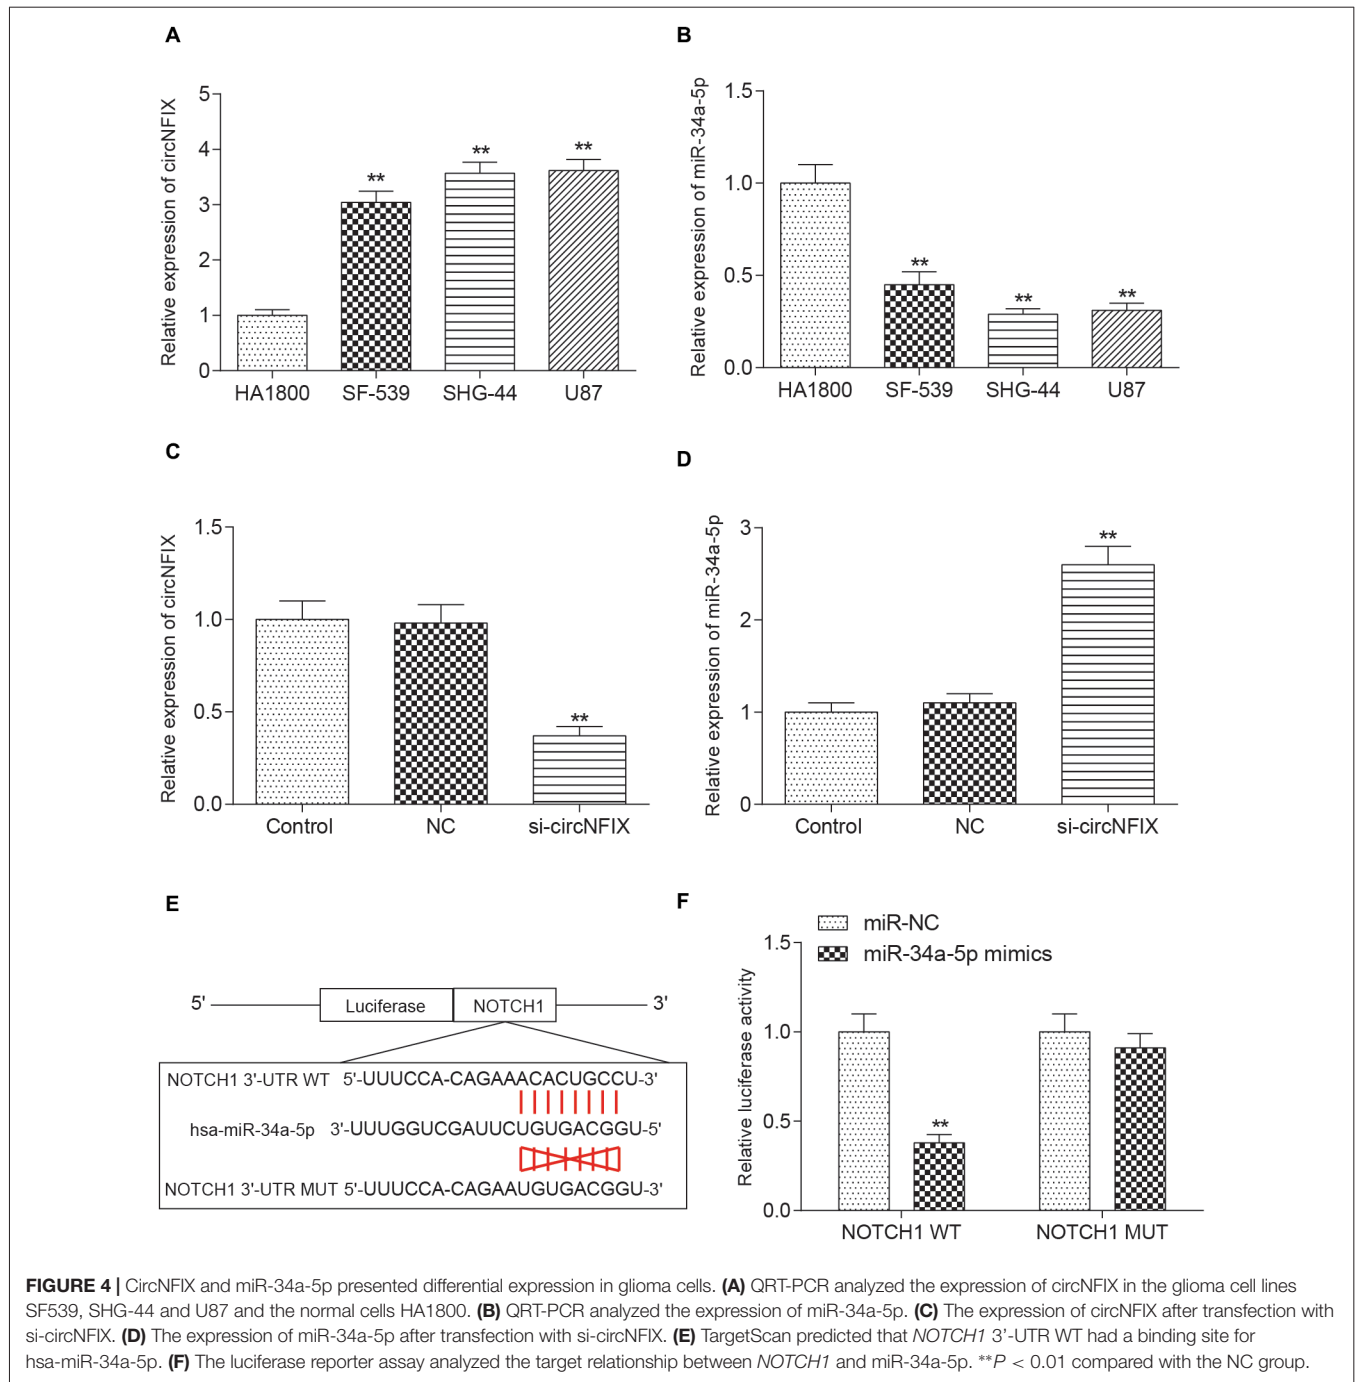 A
Relative expression of circNFIX
5
4
3
2
1
0
**
**
**
HA1800 SF-539 SHG-44 U87
B
Relative expression of miR-34a-5p
1.5
1.0
0.5
0.0
**
**
**
HA1800 SF-539 SHG-44 U87
C
Relative expression of circNFIX
1.5
1.0
0.5
0.0
**
Control NC si-circNFIX
D
Relative expression of miR-34a-5p
3
2
1
0
**
Control NC si-circNFIX
E
5' Luciferase NOTCH1 3'
NOTCH1 3'-UTR WT 5'-UUUCCA-CAGAAACACUGCCU-3'
hsa-miR-34a-5p 3'-UUUGGUCGAUUCUGUGACGGU-5'
NOTCH1 3'-UTR MUT 5'-UUUCCA-CAGAAUGUGACGGU-3'
F
miR-NC
miR-34a-5p mimics
Relative luciferase activity
1.5
1.0
0.5
0.0
**
NOTCH1 WT NOTCH1 MUT
FIGURE 4 | CircNFIX and miR-34a-5p presented differential expression in glioma cells. (A) QRT-PCR analyzed the expression of circNFIX in the glioma cell lines
SF539, SHG-44 and U87 and the normal cells HA1800. (B) QRT-PCR analyzed the expression of miR-34a-5p. (C) The expression of circNFIX after transfection with
si-circNFIX. (D) The expression of miR-34a-5p after transfection with si-circNFIX. (E) TargetScan predicted that NOTCH1 3'-UTR WT had a binding site for
hsa-miR-34a-5p. (F) The luciferase reporter assay analyzed the target relationship between NOTCH1 and miR-34a-5p. **P < 0.01 compared with the NC group.